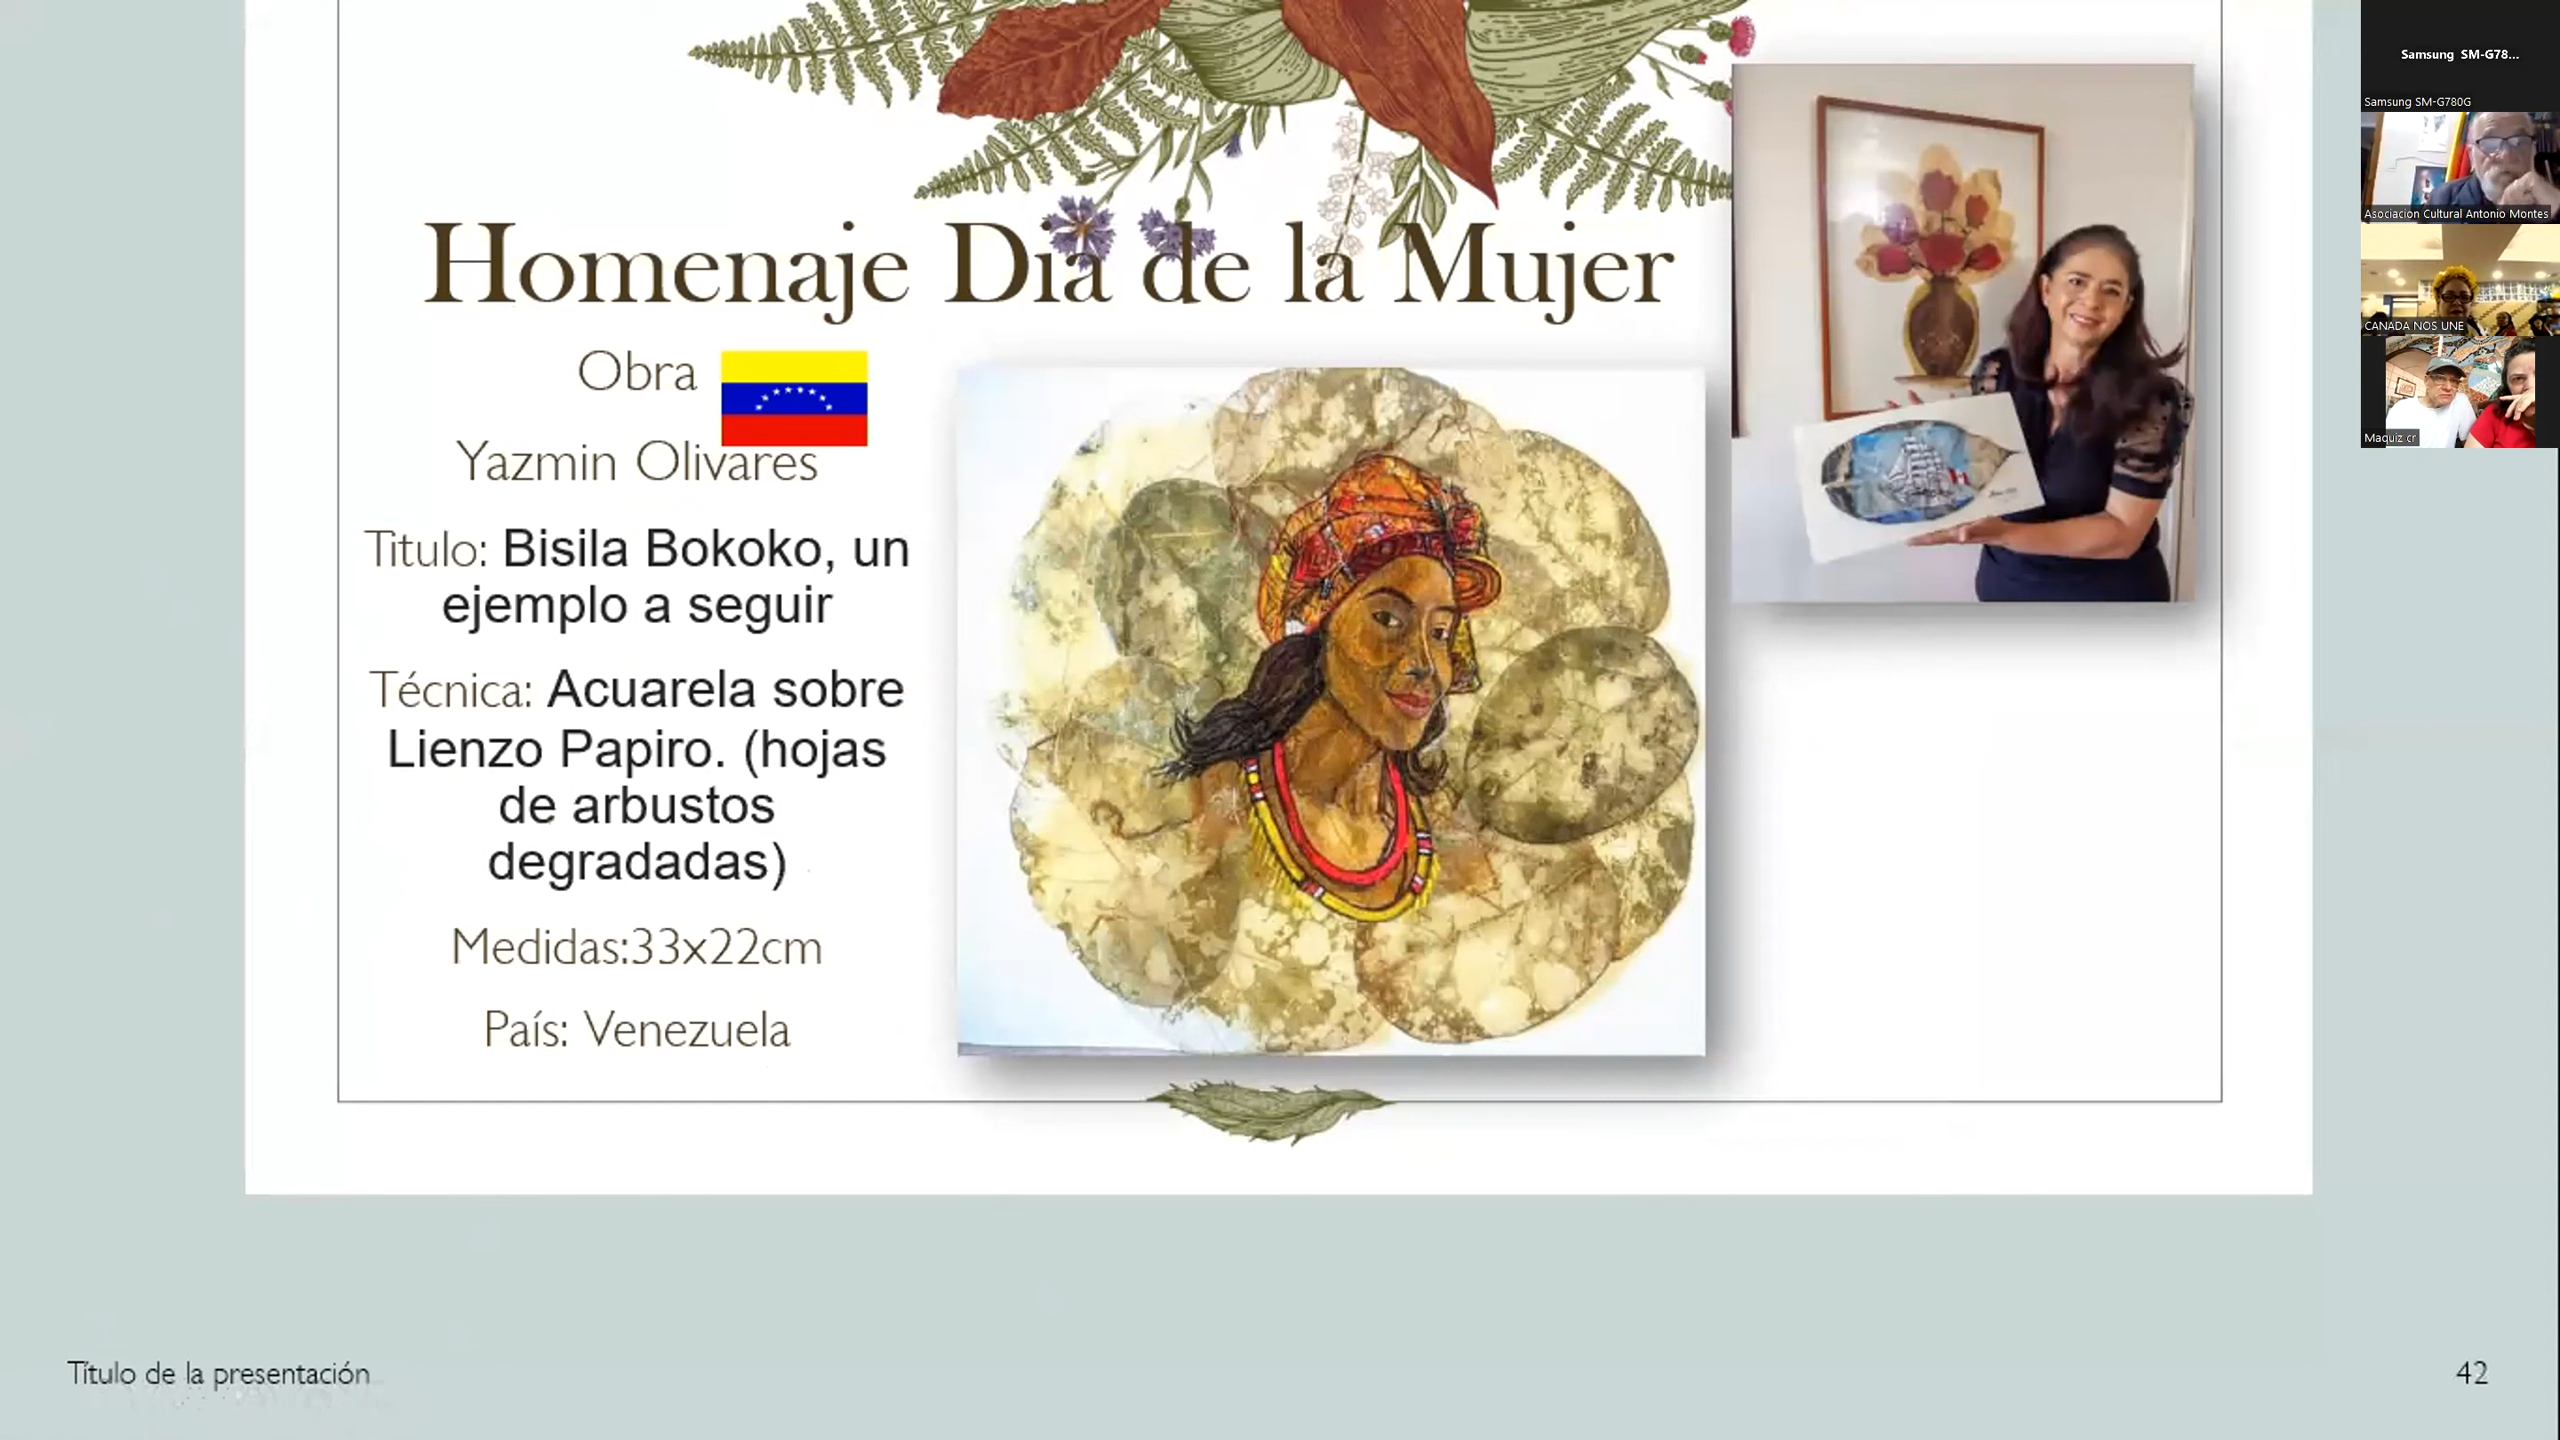 Homenaje Dia de la Mujer
Obra
Yazmin Olivares
Titulo: Bisila Bokoko, un
ejemplo a seguir
Técnica: Acuarela sobre
Lienzo Papiro. (hojas
de arbustos
degradadas)
Medidas:33x22cm
País: Venezuela
Título de la presentación
42
Samsung SM-G78...
Samsung SM-G780G
Asociacion Cultural Antonio Montes
CANADA NOS UNE
Maquiz cr